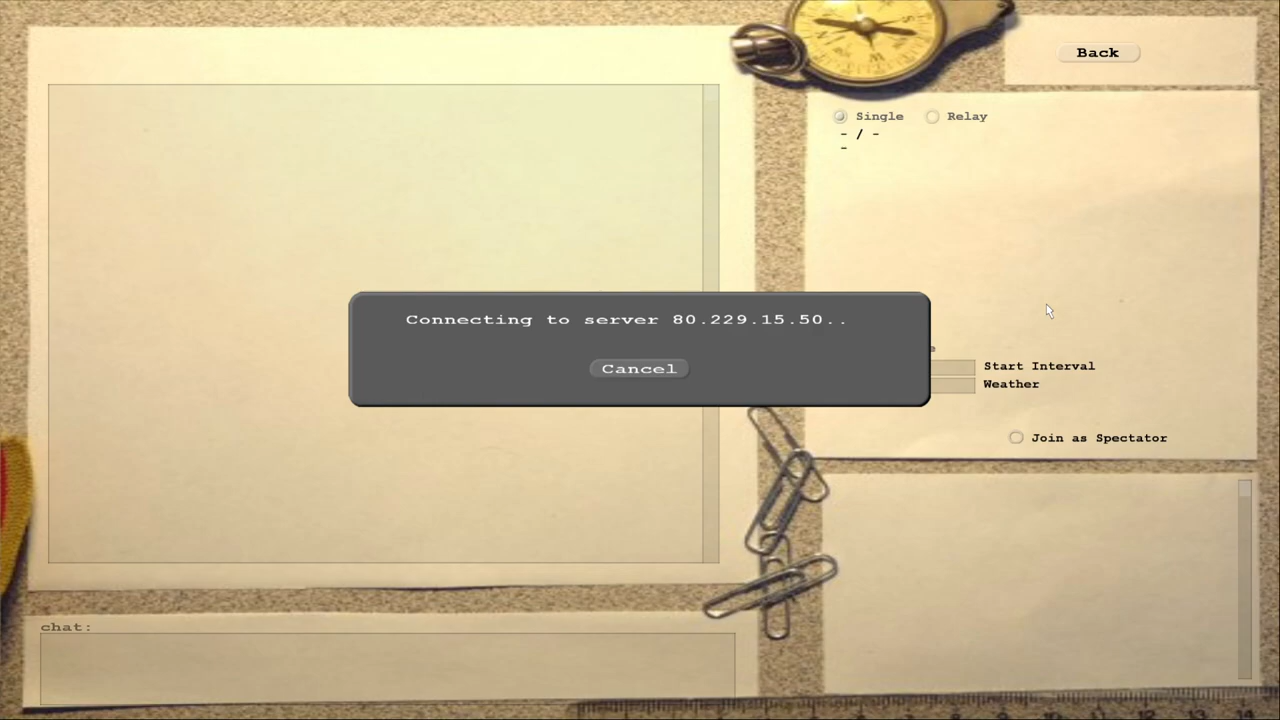 Back
Single Relay
- / -
-
Connecting to server 80.229.15.50..
Cancel
Start Interval
Weather
Join as Spectator
chat: